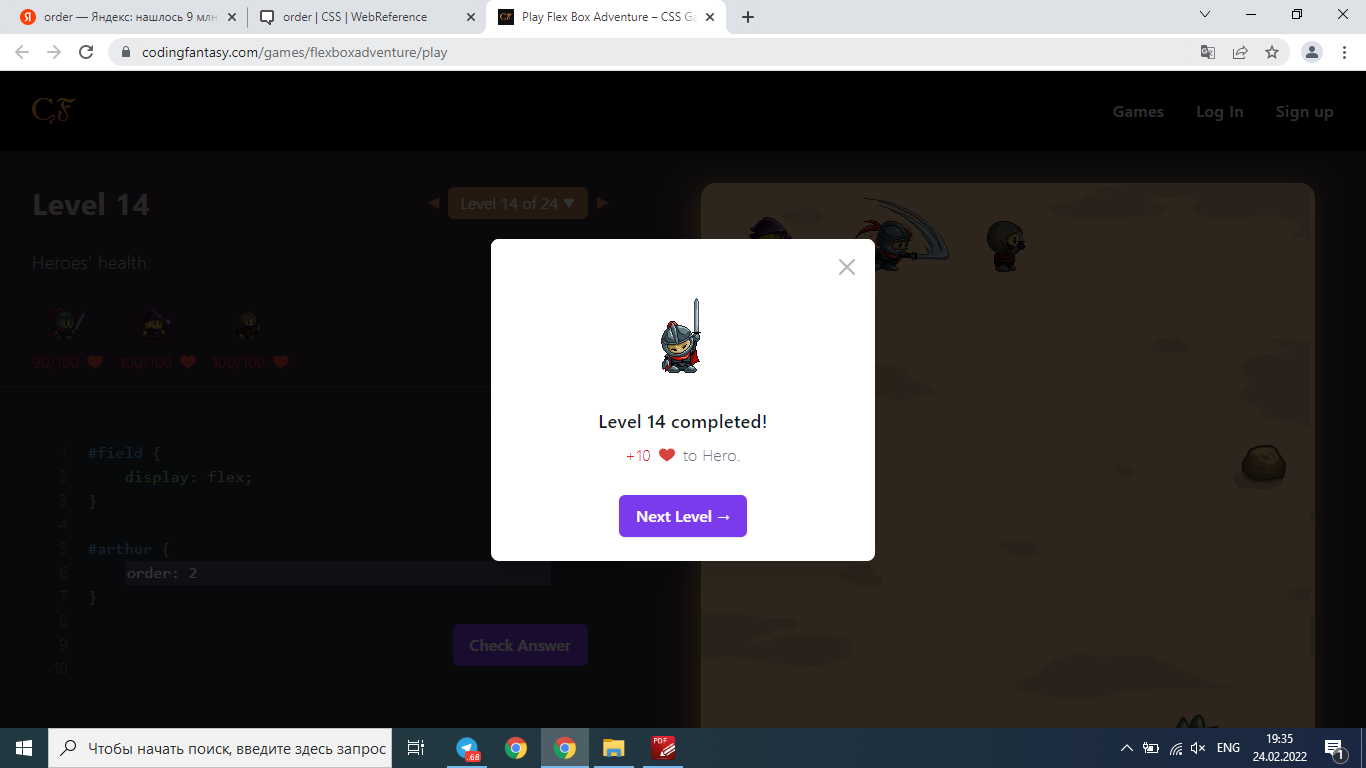 order — Яндекс: нашлось 9 млн
order | CSS | WebReference
Play Flex Box Adventure – CSS Ga
codingfantasy.com/games/flexboxadventure/play
CF
Games
Log In
Sign up
Level 14
Level 14 of 24
Heroes' health:
90/100
100/100
100/100
1 #field {
2 display: flex;
3 }
4
5 #arthur {
6 order: 2
7 }
8
9
10
Check Answer
Level 14 completed!
+10 to Hero.
Next Level →
Чтобы начать поиск, введите здесь запрос
.68
PDF
ENG
19:35
24.02.2022
1